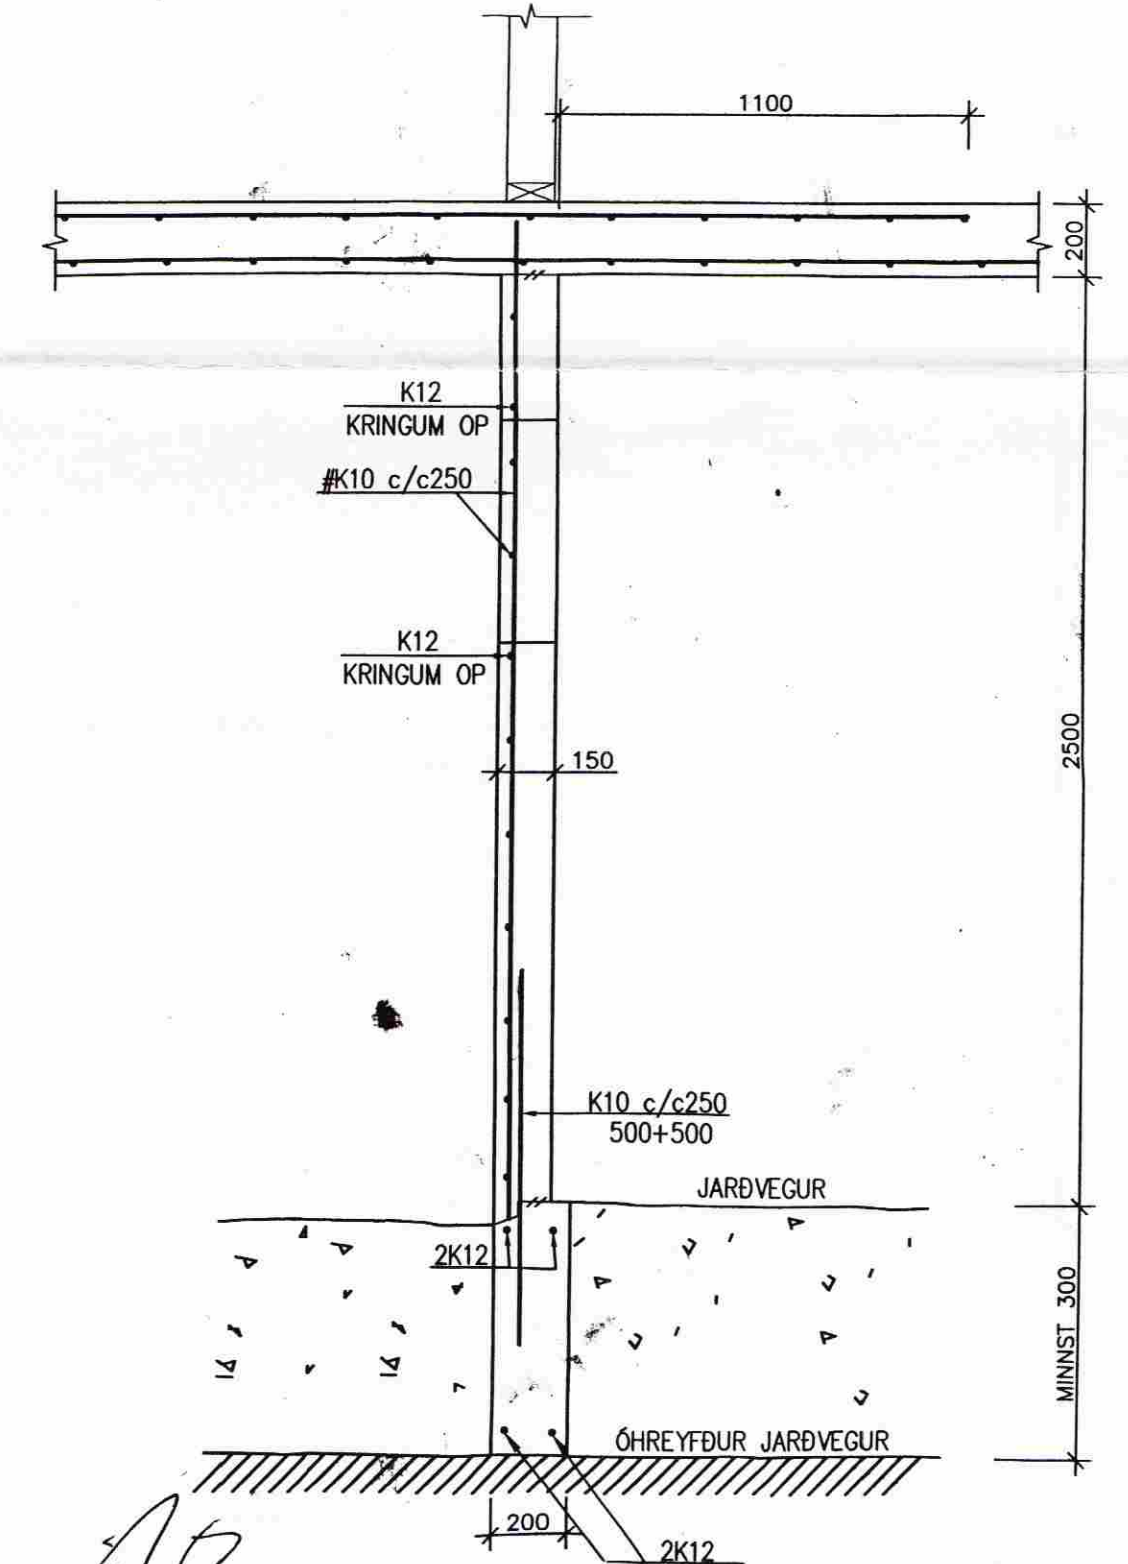 1100
200
K12
KRINGUM OP
#K10 c/c250
K12
KRINGUM OP
2500
150
K10 c/c250
500+500
JARÐVEGUR
2K12
MINNST 300
ÓHREYFÐUR JARÐVEGUR
200
2K12